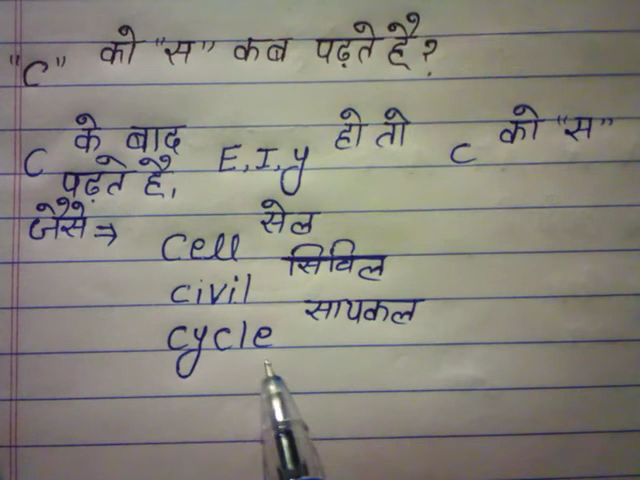 "C" को "स" कब पढ़ते है?
C के बाद E, I, y हो तो C को "स"
पढ़ते है,
जैसे ⇒ cell सेल
civil सिविल
cycle सायकल